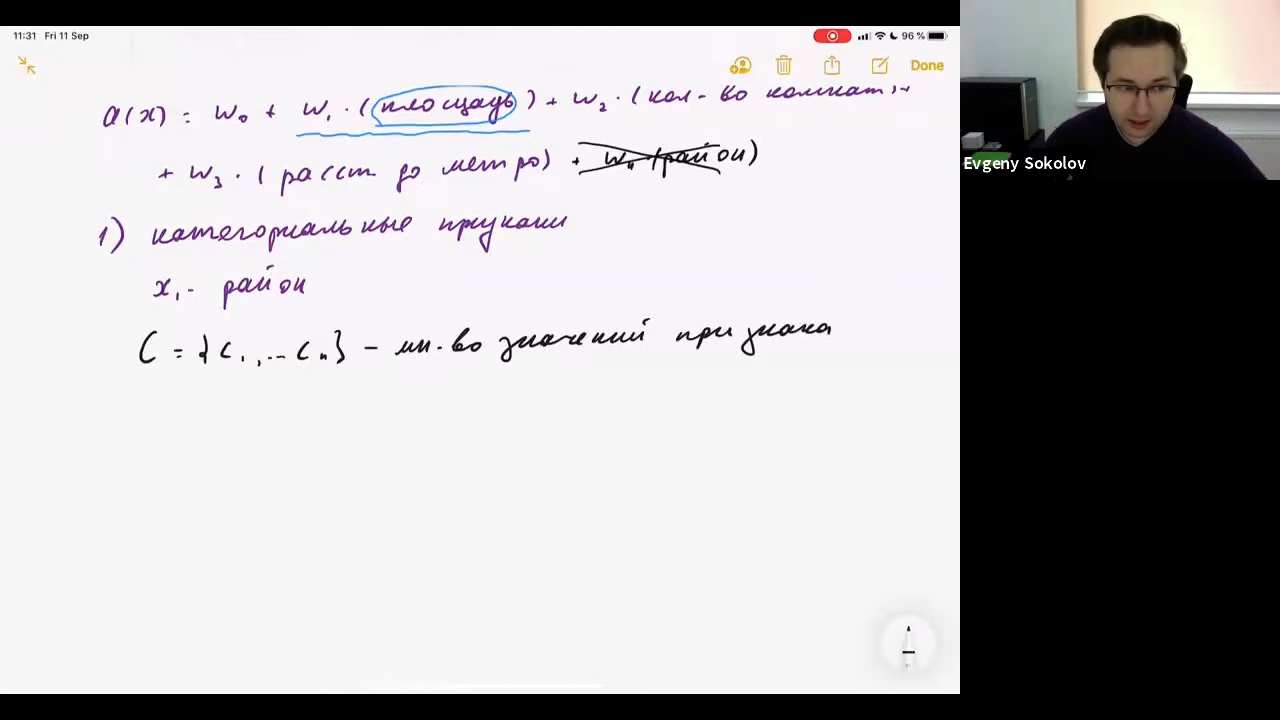 11:31 Fri 11 Sep
96 %
Done
a(x) = w₀ + w₁ · (площадь) + w₂ · (кол-во комнат) +
+ w₃ · (расст до метро) + w₄ · (район)
1) категориальные признаки
x₁ - район
C = {c₁, ... cₙ} - мн-во значений признака
Evgeny Sokolov